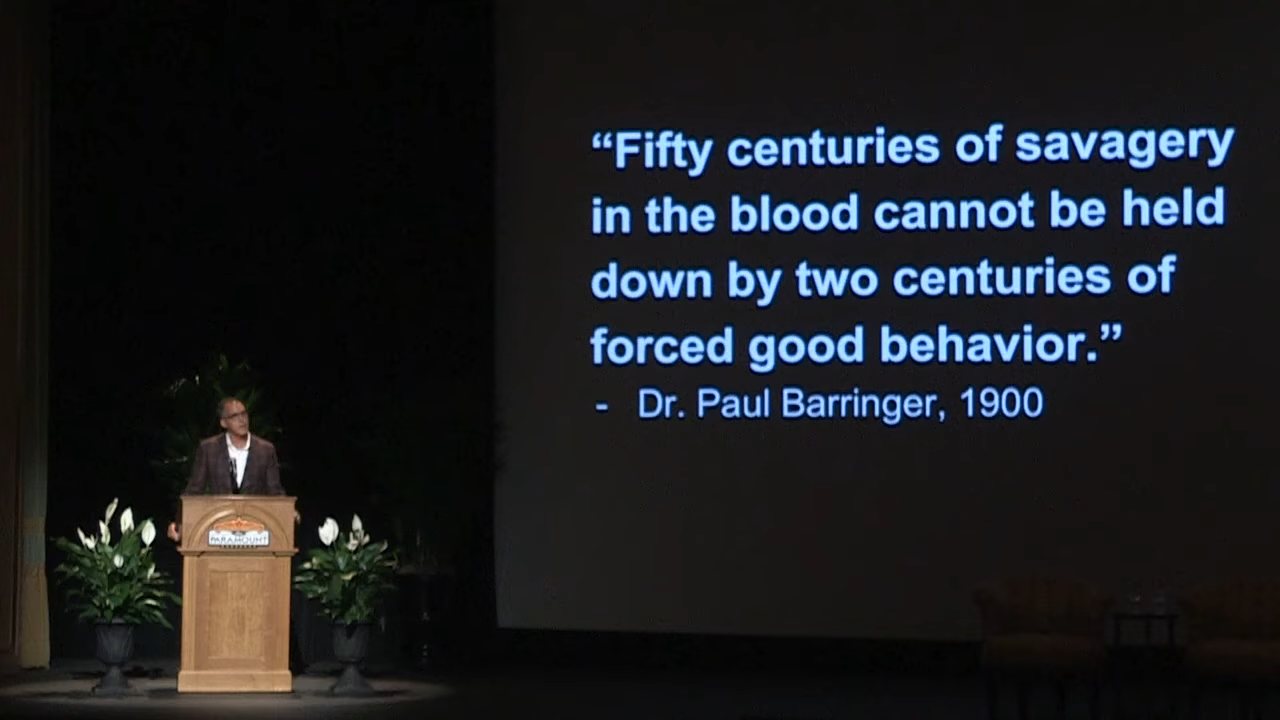 “Fifty centuries of savagery
in the blood cannot be held
down by two centuries of
forced good behavior.”
- Dr. Paul Barringer, 1900
PARAMOUNT